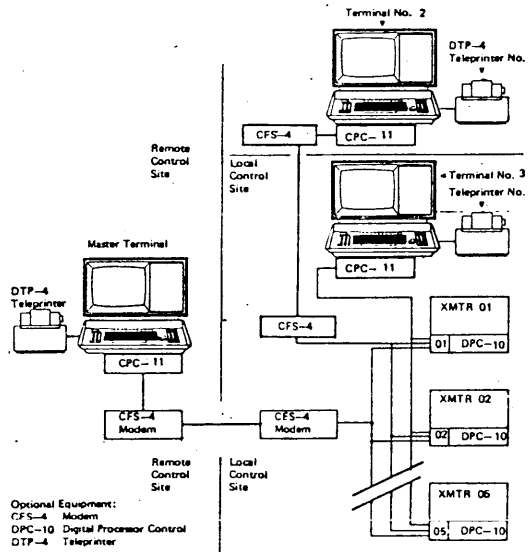 Terminal No. 2
DTP-4
Teleprinter No.
CFS-4
CPC-11
Remote
Control
Site
Local
Control
Site
Terminal No. 3
Teleprinter No.
CPC-11
Master Terminal
DTP-4
Teleprinter
CPC-11
CFS-4
XMTR 01
01 DPC-10
XMTR 02
02 DPC-10
CFS-4
Modem
CFS-4
Modem
Remote
Control
Site
Local
Control
Site
XMTR 05
05 DPC-10
Optional Equipment:
CFS-4 Modem
DPC-10 Digital Processor Control
DTP-4 Teleprinter